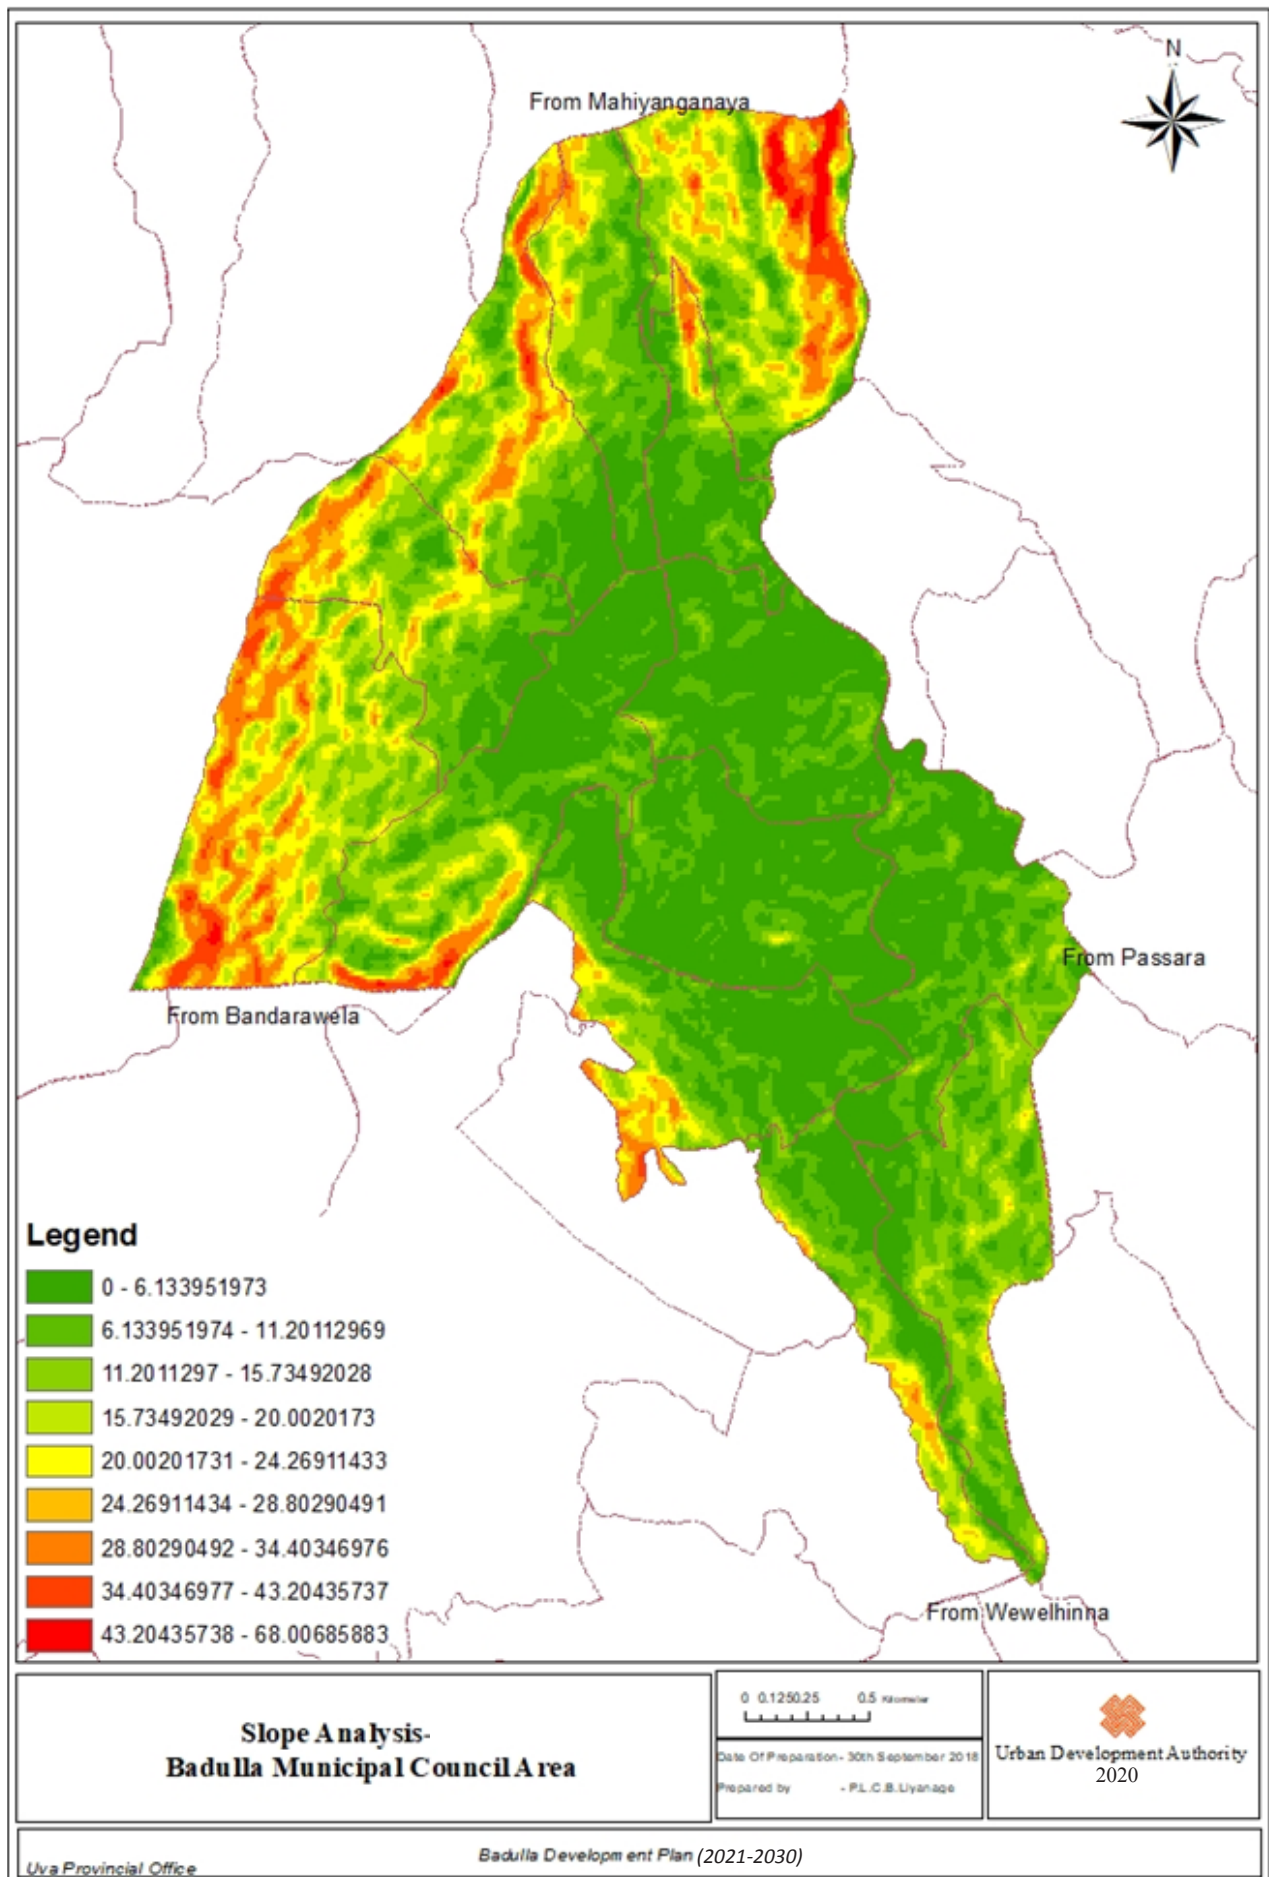 N
From Mahiyanganaya
From Passara
From Bandarawela
From Wewelhinna
Legend
0 - 6.133951973
6.133951974 - 11.20112969
11.2011297 - 15.73492028
15.73492029 - 20.0020173
20.00201731 - 24.26911433
24.26911434 - 28.80290491
28.80290492 - 34.40346976
34.40346977 - 43.20435737
43.20435738 - 68.00685883
Slope Analysis-
Badulla Municipal Council Area
0 0.1250.25 0.5 Kilometer
Date Of Preparation - 30th September 2018
Prepared by - P.L.C.B.Liyanage
Urban Development Authority
2020
Uva Provincial Office
Badulla Development Plan (2021-2030)